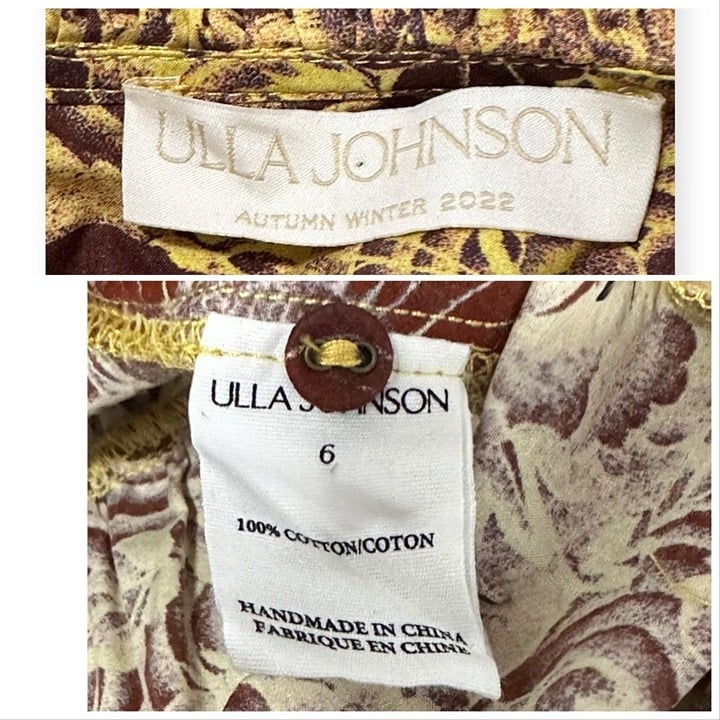 ULLA JOHNSON
AUTUMN WINTER 2022
ULLA JOHNSON
6
100% COTTON/COTON
HANDMADE IN CHINA
FABRIQUE EN CHINE